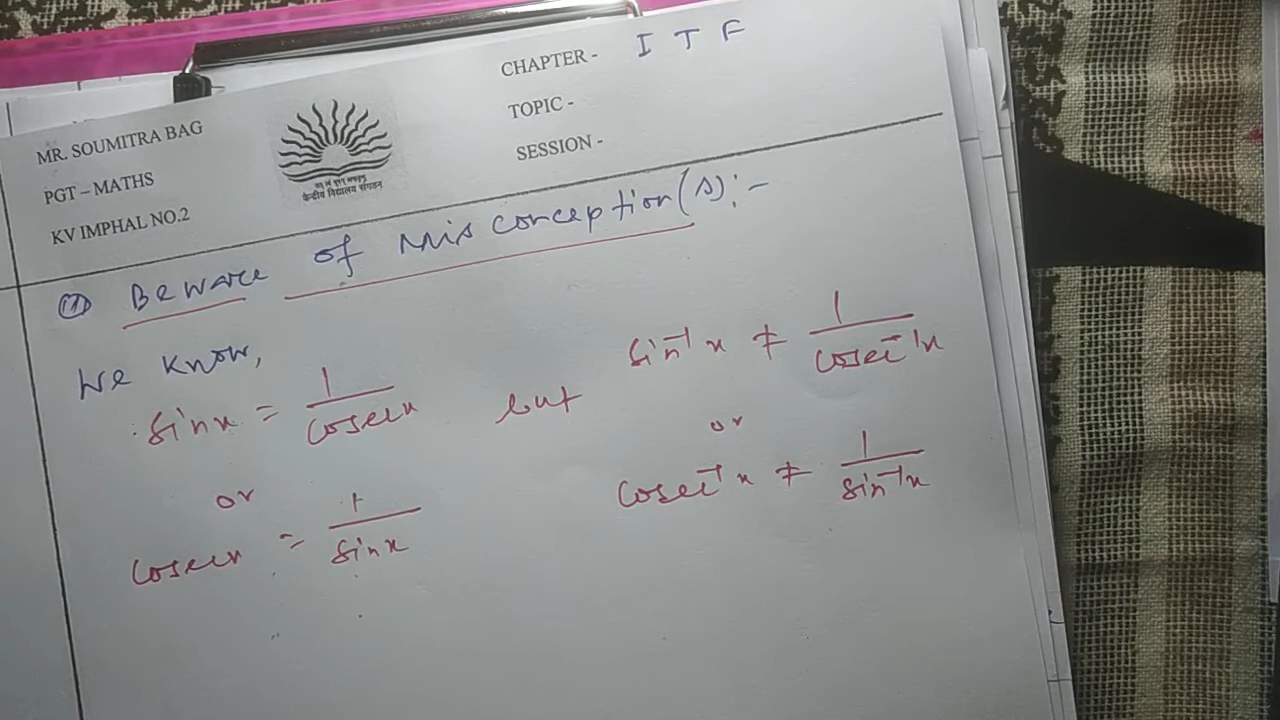 MR. SOUMITRA BAG
PGT – MATHS
KV IMPHAL NO.2
केन्द्रीय विद्यालय संगठन
CHAPTER - I T F
TOPIC -
SESSION -
Beware of Misconception(s):-
We know,
sinx = 1/cosecx but sin⁻¹x ≠ 1/cosec⁻¹x
or or
cosecx = 1/sinx cosec⁻¹x ≠ 1/sin⁻¹x